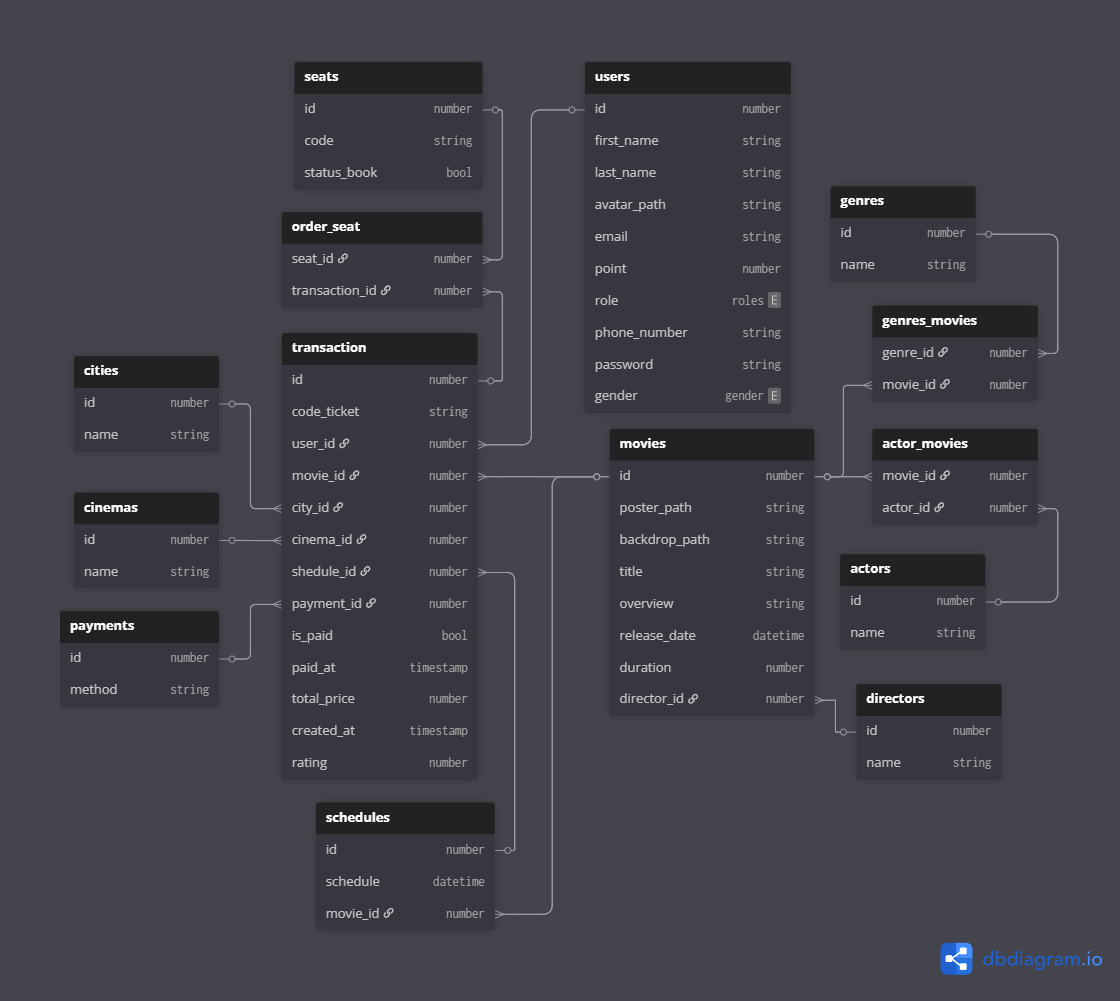 seats
id number
code string
status_book bool
order_seat
seat_id number
transaction_id number
transaction
id number
code_ticket string
user_id number
movie_id number
city_id number
cinema_id number
shedule_id number
payment_id number
is_paid bool
paid_at timestamp
total_price number
created_at timestamp
rating number
cities
id number
name string
cinemas
id number
name string
payments
id number
method string
schedules
id number
schedule datetime
movie_id number
users
id number
first_name string
last_name string
avatar_path string
email string
point number
role roles E
phone_number string
password string
gender gender E
movies
id number
poster_path string
backdrop_path string
title string
overview string
release_date datetime
duration number
director_id number
genres
id number
name string
genres_movies
genre_id number
movie_id number
actor_movies
movie_id number
actor_id number
actors
id number
name string
directors
id number
name string
dbdiagram.io